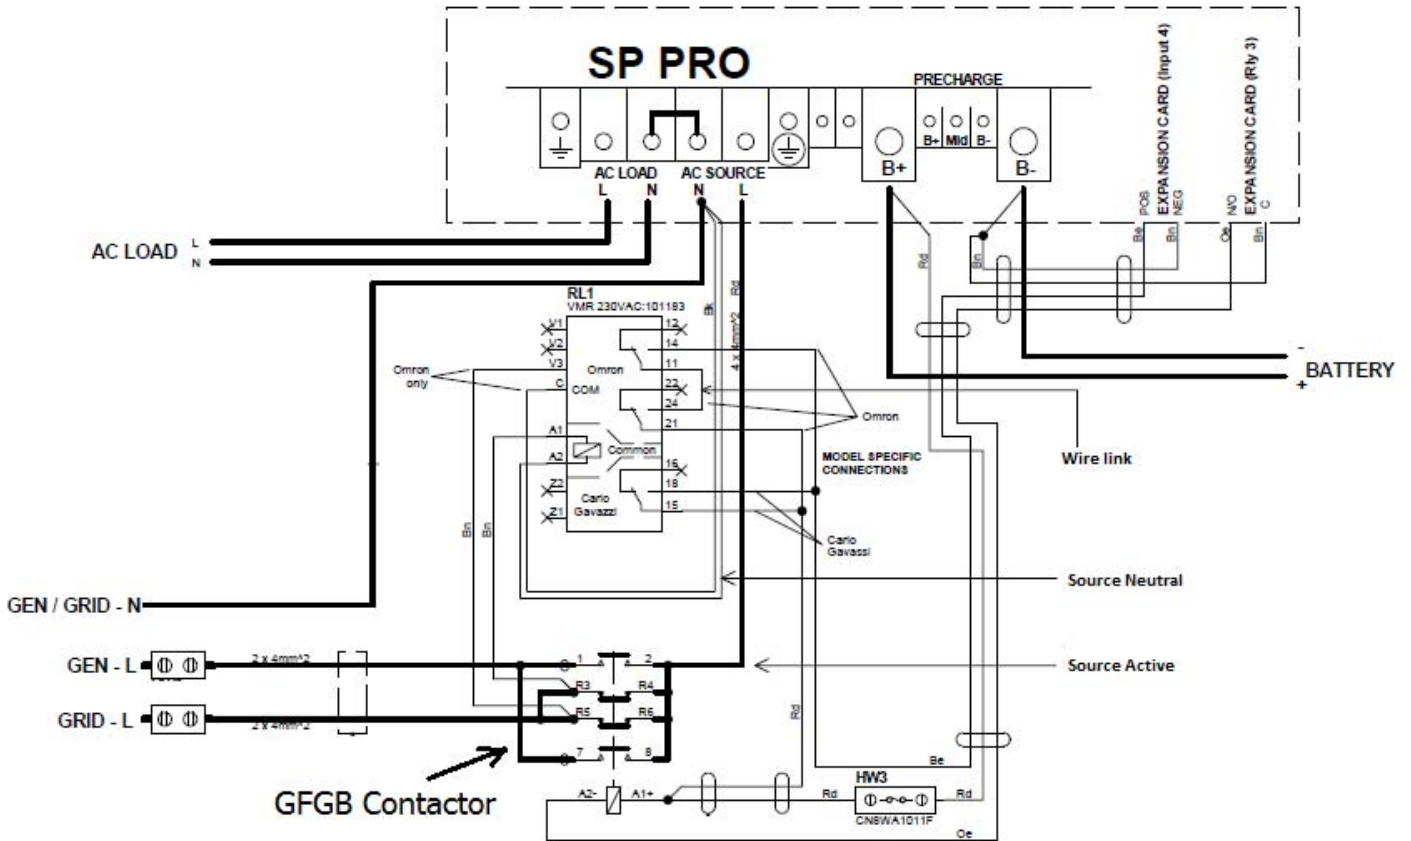 SP PRO
PRECHARGE
B+ Mid B-
B+
B-
AC LOAD
L N
AC SOURCE
N L
POS
EXPANSION CARD (Input 4)
NEG
N/O
EXPANSION CARD (Rly 3)
C
Be
Bn
Oe
Bn
Rd
Bn
AC LOAD
L
N
RL1
VMR 230VAC:101183
Bk
Rd
4 x 4mm^2
V1
V2
V3
C
A1
A2
Z2
Z1
12
14
11
22
24
21
16
18
15
Omron
COM
Common
Carlo
Gavazzi
Omron
only
Omron
MODEL SPECIFIC
CONNECTIONS
Carlo
Gavassi
Wire link
-
BATTERY
+
Bn
Bn
Source Neutral
GEN / GRID - N
GEN - L
2 x 4mm^2
GRID - L
2 x 4mm^2
1
2
R3
R4
R5
R6
7
8
Source Active
Rd
GFGB Contactor
A2-
A1+
Rd
HW3
CN8WA1011F
Rd
Be
Oe